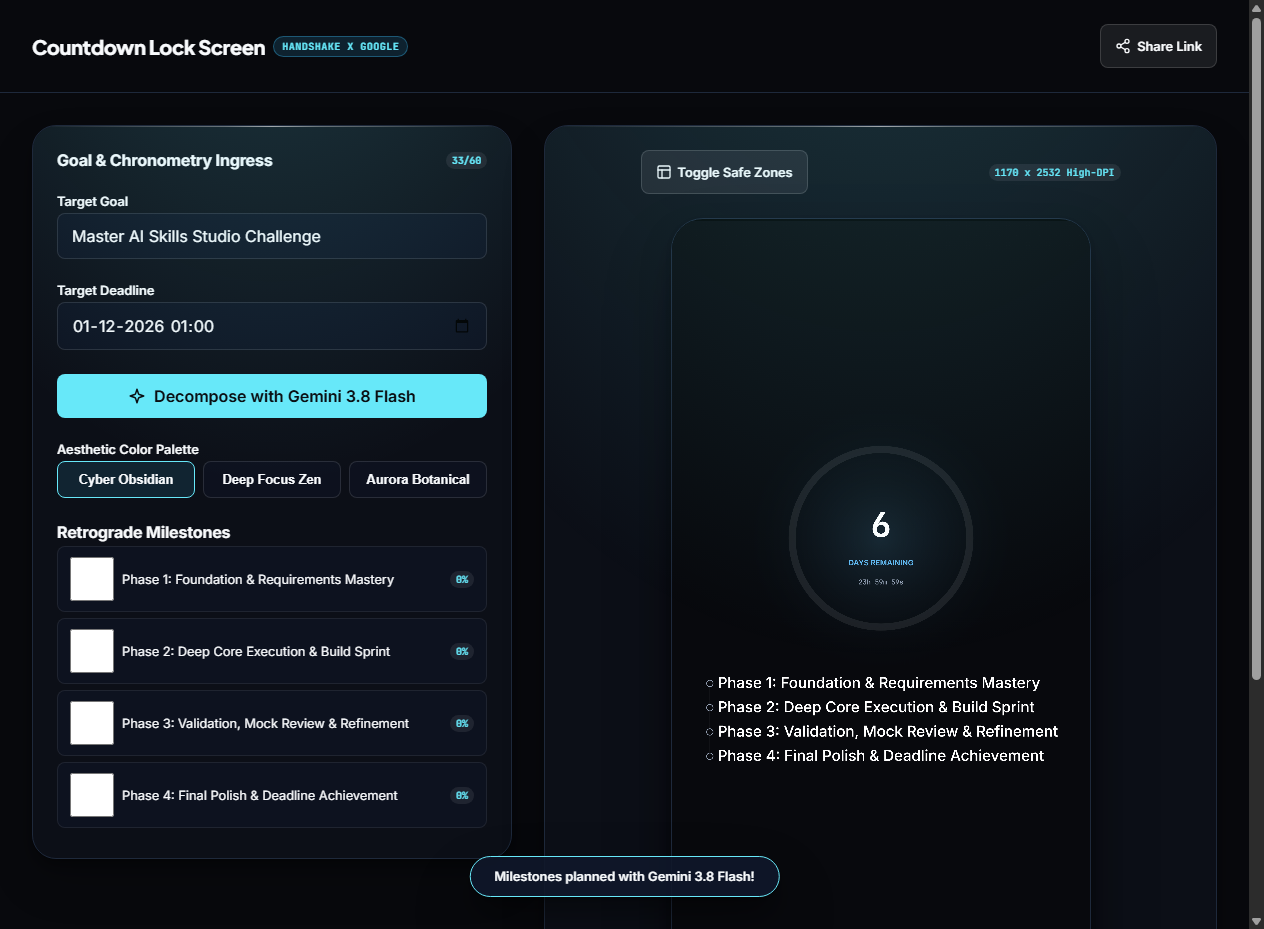 Countdown Lock Screen
HANDSHAKE X GOOGLE
Share Link
Goal & Chronometry Ingress
33/60
Target Goal
Master AI Skills Studio Challenge
Target Deadline
01-12-2026 01:00
Decompose with Gemini 3.8 Flash
Aesthetic Color Palette
Cyber Obsidian
Deep Focus Zen
Aurora Botanical
Retrograde Milestones
Phase 1: Foundation & Requirements Mastery
0%
Phase 2: Deep Core Execution & Build Sprint
0%
Phase 3: Validation, Mock Review & Refinement
0%
Phase 4: Final Polish & Deadline Achievement
0%
Toggle Safe Zones
1170 x 2532 High-DPI
6
DAYS REMAINING
23h 59m 59s
Phase 1: Foundation & Requirements Mastery
Phase 2: Deep Core Execution & Build Sprint
Phase 3: Validation, Mock Review & Refinement
Phase 4: Final Polish & Deadline Achievement
Milestones planned with Gemini 3.8 Flash!